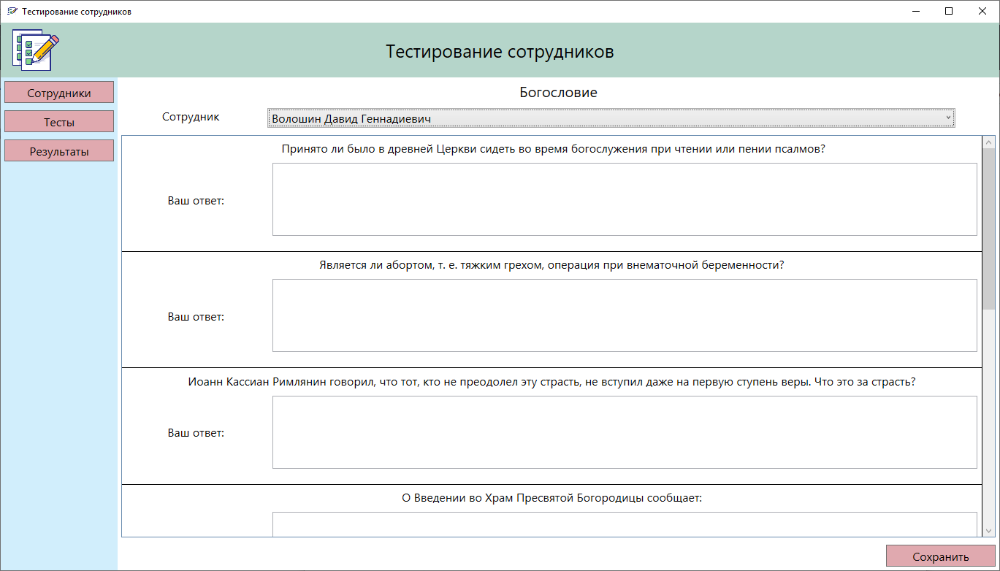 Тестирование сотрудников
Тестирование сотрудников
Сотрудники
Тесты
Результаты
Богословие
Сотрудник
Волошин Давид Геннадиевич
Принято ли было в древней Церкви сидеть во время богослужения при чтении или пении псалмов?
Ваш ответ:
Является ли абортом, т. е. тяжким грехом, операция при внематочной беременности?
Ваш ответ:
Иоанн Кассиан Римлянин говорил, что тот, кто не преодолел эту страсть, не вступил даже на первую ступень веры. Что это за страсть?
Ваш ответ:
О Введении во Храм Пресвятой Богородицы сообщает:
Сохранить